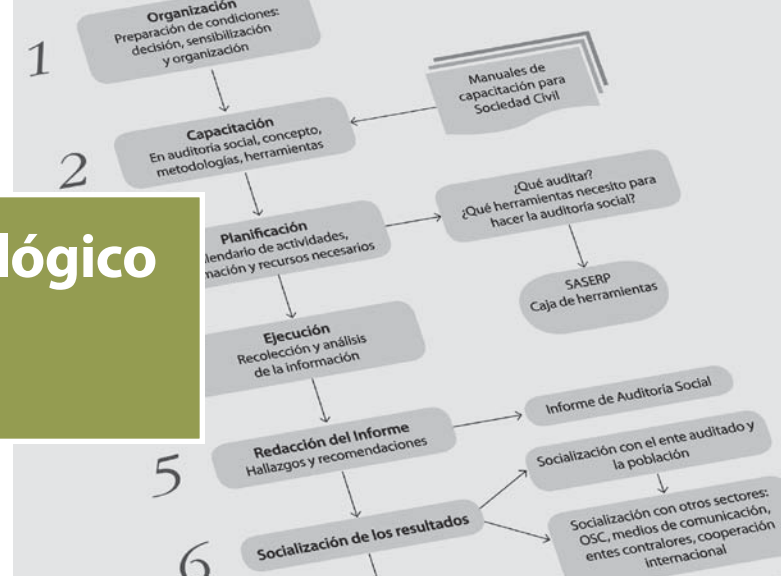 1
Organización
Preparación de condiciones:
decisión, sensibilización
y organización
Manuales de
capacitación para
Sociedad Civil
2
Capacitación
En auditoria social, concepto,
metodologías, herramientas
¿Qué auditar?
¿Qué herramientas necesito para
hacer la auditoría social?
lógico
Planificación
lendario de actividades,
mación y recursos necesarios
SASERP
Caja de herramientas
Ejecución
Recolección y análisis
de la información
Informe de Auditoría Social
5
Redacción del Informe
Hallazgos y recomendaciones
Socialización con el ente auditado y
la población
6
Socialización de los resultados
Socialización con otros sectores:
OSC, medios de comunicación,
entes contralores, cooperación
internacional